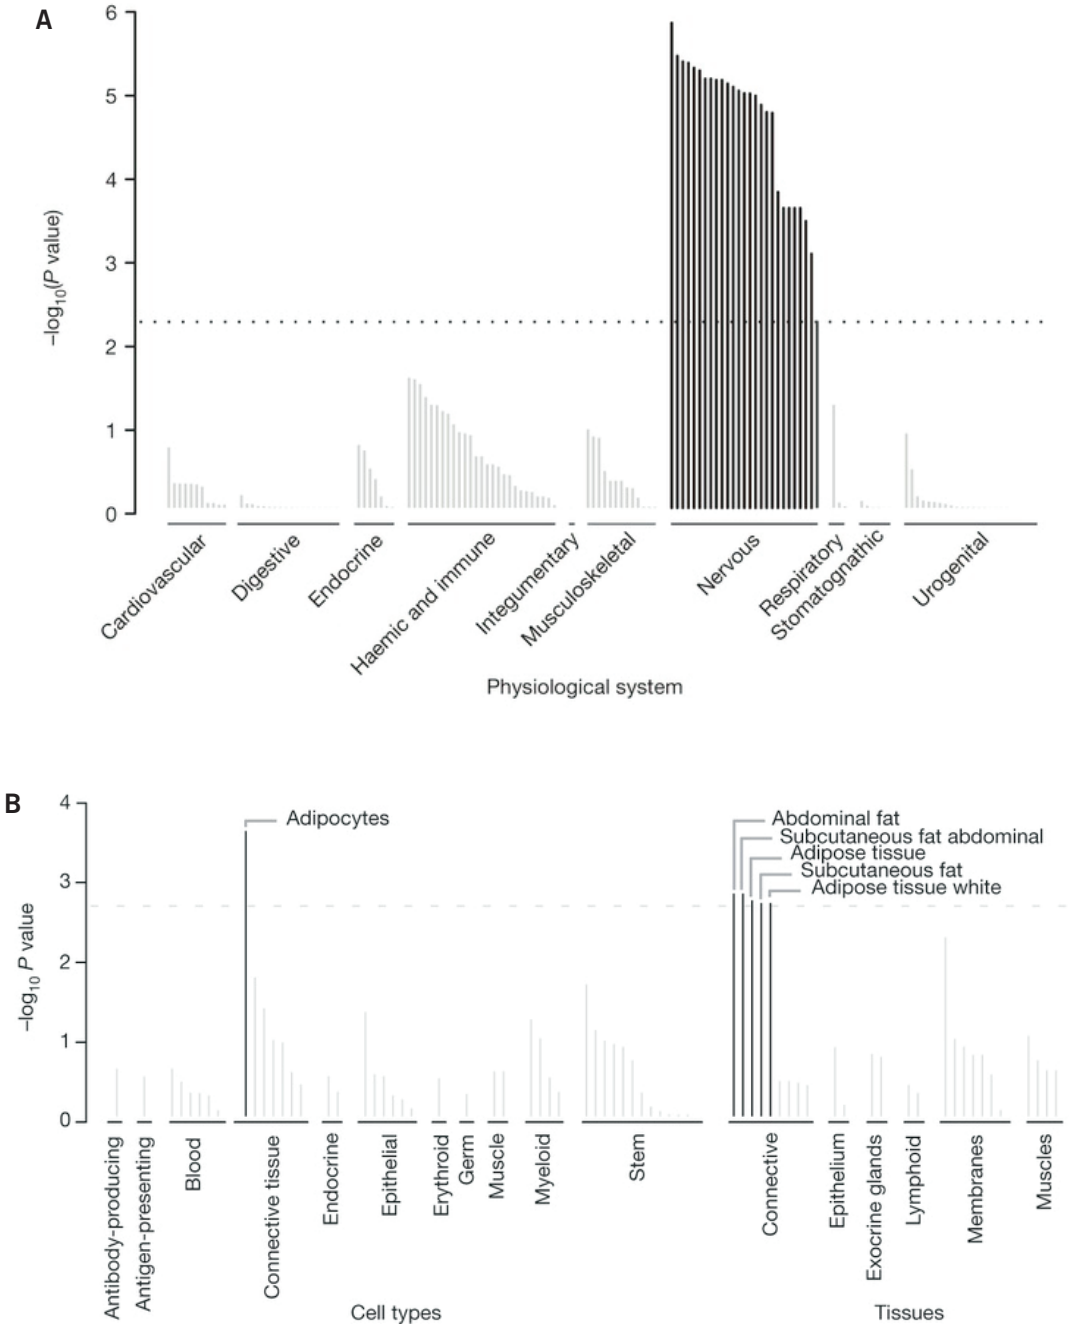 A
6
5
4
3
2
1
0
–log10(P value)
Cardiovascular
Digestive
Endocrine
Haemic and immune
Integumentary
Musculoskeletal
Nervous
Respiratory
Stomatognathic
Urogenital
Physiological system
B
4
3
2
1
0
–log10 P value
Adipocytes
Abdominal fat
Subcutaneous fat abdominal
Adipose tissue
Subcutaneous fat
Adipose tissue white
Antibody-producing
Antigen-presenting
Blood
Connective tissue
Endocrine
Epithelial
Erythroid
Germ
Muscle
Myeloid
Stem
Connective
Epithelium
Exocrine glands
Lymphoid
Membranes
Muscles
Cell types
Tissues